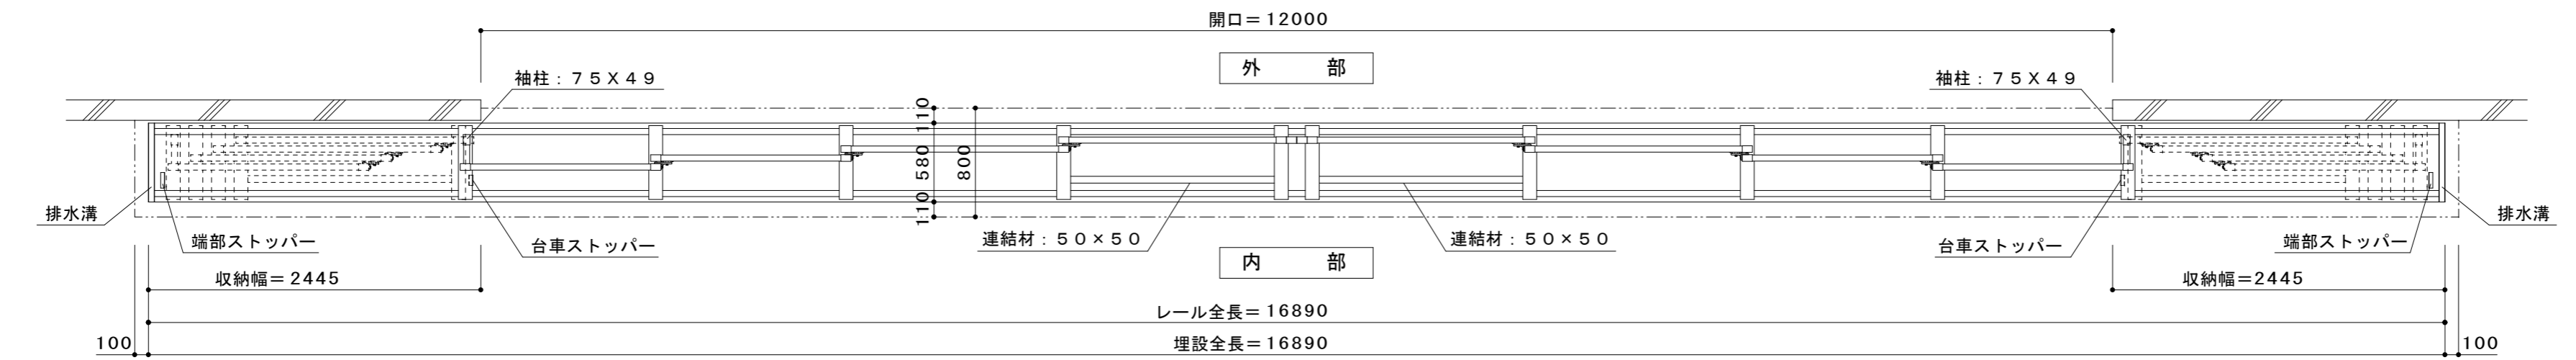 開口=12000
外　部
袖柱：７５Ｘ４９
袖柱：７５Ｘ４９
110
580
800
110
排水溝
排水溝
端部ストッパー
台車ストッパー
連結材：５０×５０
連結材：５０×５０
台車ストッパー
端部ストッパー
内　部
収納幅=2445
収納幅=2445
レール全長=16890
100
埋設全長=16890
100